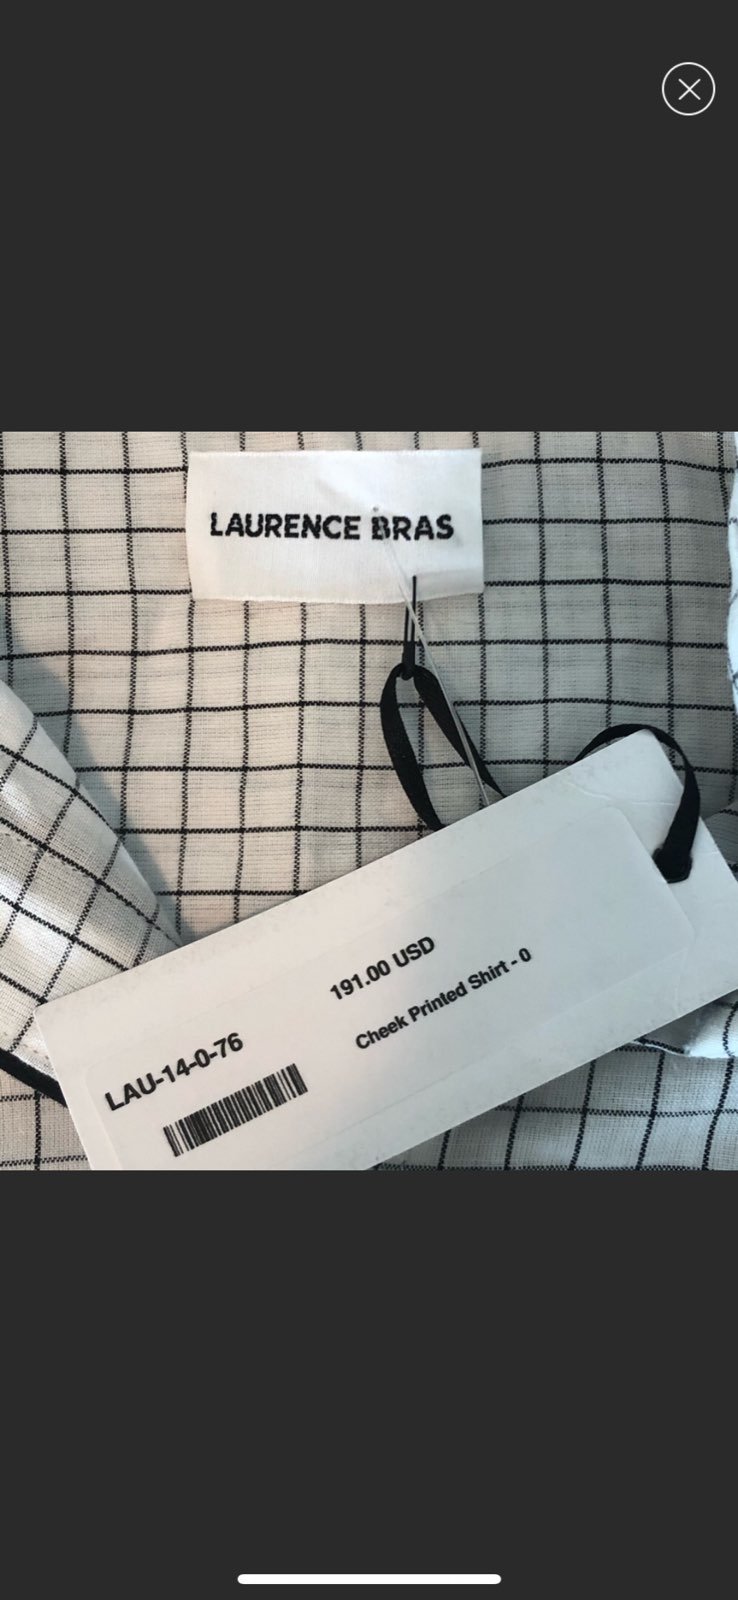 LAURENCE BRAS
191.00 USD
Cheek Printed Shirt - 0
LAU-14-0-76